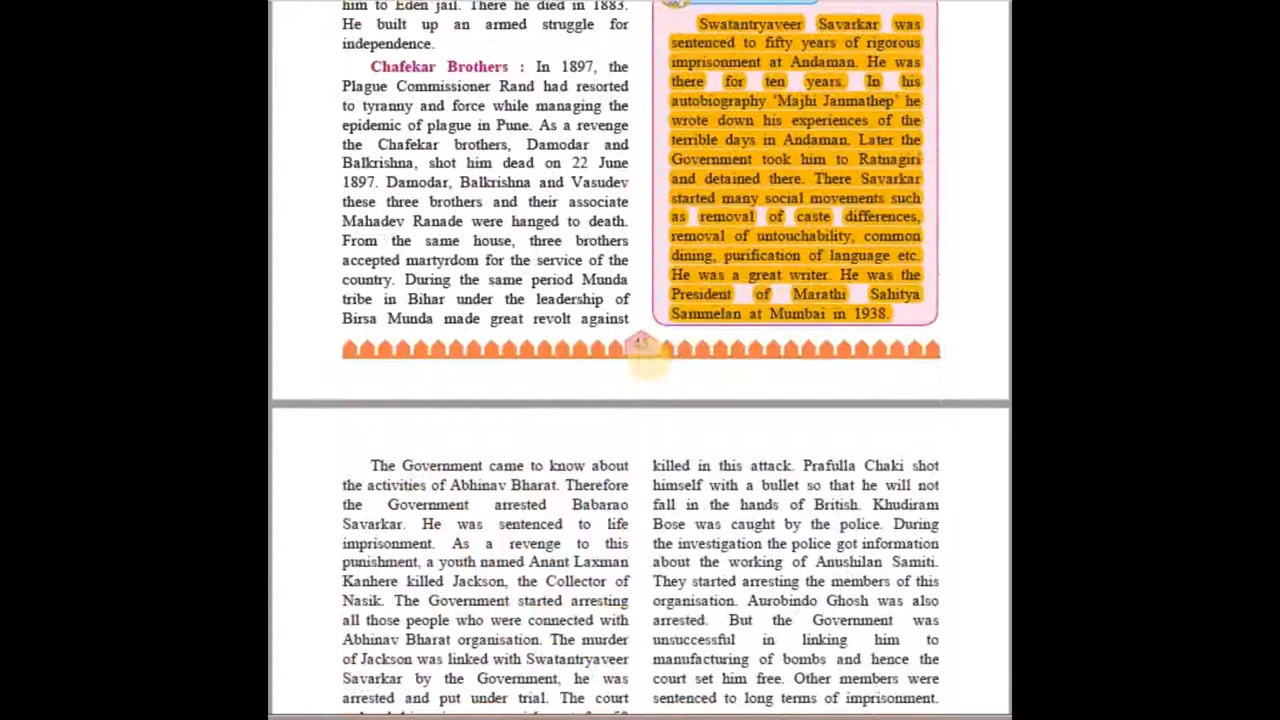 him to Eden jail. There he died in 1883.
He built up an armed struggle for
independence.
Chafekar Brothers : In 1897, the
Plague Commissioner Rand had resorted
to tyranny and force while managing the
epidemic of plague in Pune. As a revenge
the Chafekar brothers, Damodar and
Balkrishna, shot him dead on 22 June
1897. Damodar, Balkrishna and Vasudev
these three brothers and their associate
Mahadev Ranade were hanged to death.
From the same house, three brothers
accepted martyrdom for the service of the
country. During the same period Munda
tribe in Bihar under the leadership of
Birsa Munda made great revolt against
Swatantryaveer Savarkar was
sentenced to fifty years of rigorous
imprisonment at Andaman. He was
there for ten years. In his
autobiography ‘Majhi Janmathep’ he
wrote down his experiences of the
terrible days in Andaman. Later the
Government took him to Ratnagiri
and detained there. There Savarkar
started many social movements such
as removal of caste differences,
removal of untouchability, common
dining, purification of language etc.
He was a great writer. He was the
President of Marathi Sahitya
Sammelan at Mumbai in 1938.
The Government came to know about
the activities of Abhinav Bharat. Therefore
the Government arrested Babarao
Savarkar. He was sentenced to life
imprisonment. As a revenge to this
punishment, a youth named Anant Laxman
Kanhere killed Jackson, the Collector of
Nasik. The Government started arresting
all those people who were connected with
Abhinav Bharat organisation. The murder
of Jackson was linked with Swatantryaveer
Savarkar by the Government, he was
arrested and put under trial. The court
killed in this attack. Prafulla Chaki shot
himself with a bullet so that he will not
fall in the hands of British. Khudiram
Bose was caught by the police. During
the investigation the police got information
about the working of Anushilan Samiti.
They started arresting the members of this
organisation. Aurobindo Ghosh was also
arrested. But the Government was
unsuccessful in linking him to
manufacturing of bombs and hence the
court set him free. Other members were
sentenced to long terms of imprisonment.